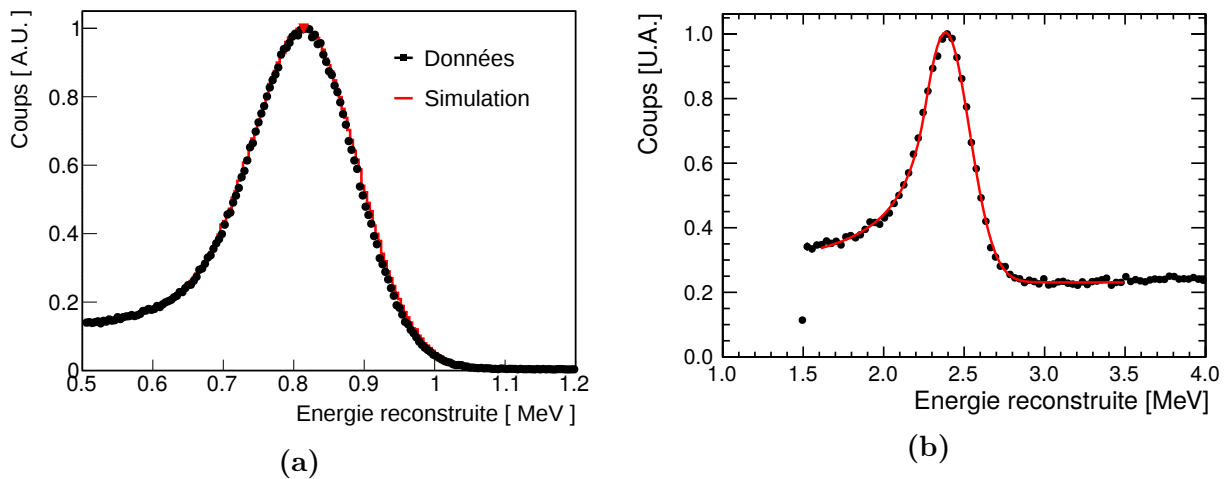 Coups [ A.U. ]
1
0.8
0.6
0.4
0.2
0
0.5 0.6 0.7 0.8 0.9 1 1.1 1.2
Energie reconstruite [ MeV ]
Données
Simulation
(a)
Coups [U.A.]
1.0
0.8
0.6
0.4
0.2
0.0
1.0 1.5 2.0 2.5 3.0 3.5 4.0
Energie reconstruite [MeV]
(b)